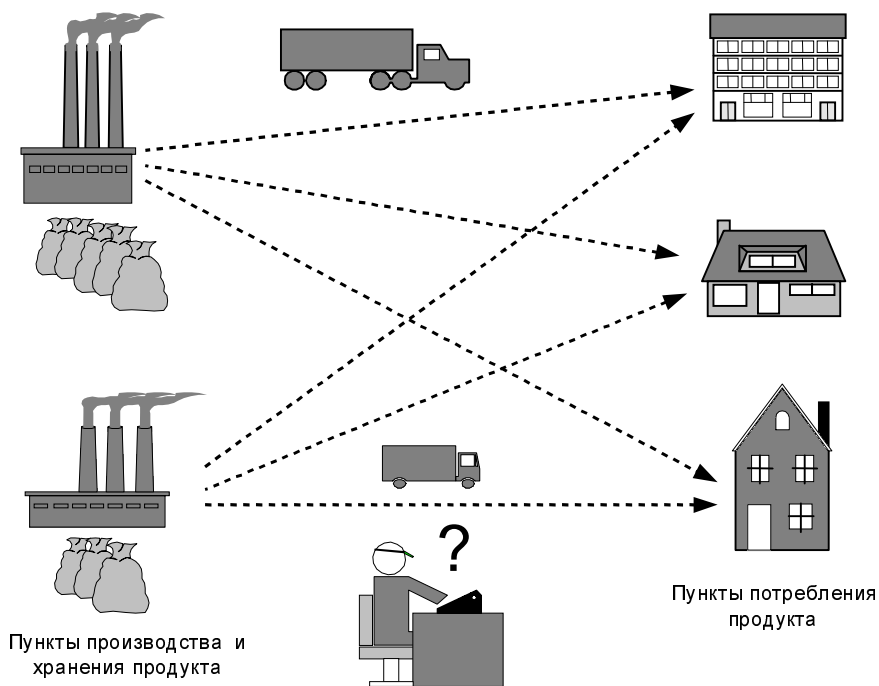 ?
Пункты потребления
продукта
Пункты производства и
хранения продукта